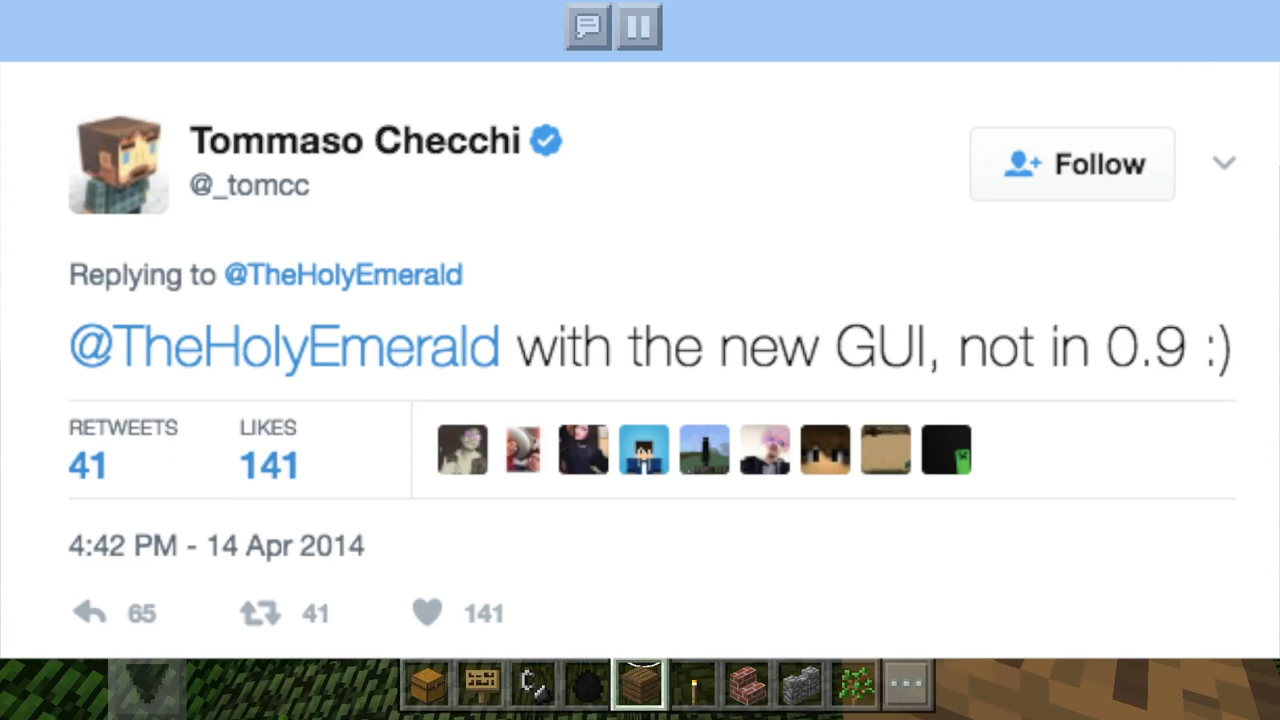 Tommaso Checchi
@_tomcc
Follow
Replying to @TheHolyEmerald
@TheHolyEmerald with the new GUI, not in 0.9 :)
RETWEETS LIKES
41 141
4:42 PM - 14 Apr 2014
65 41 141